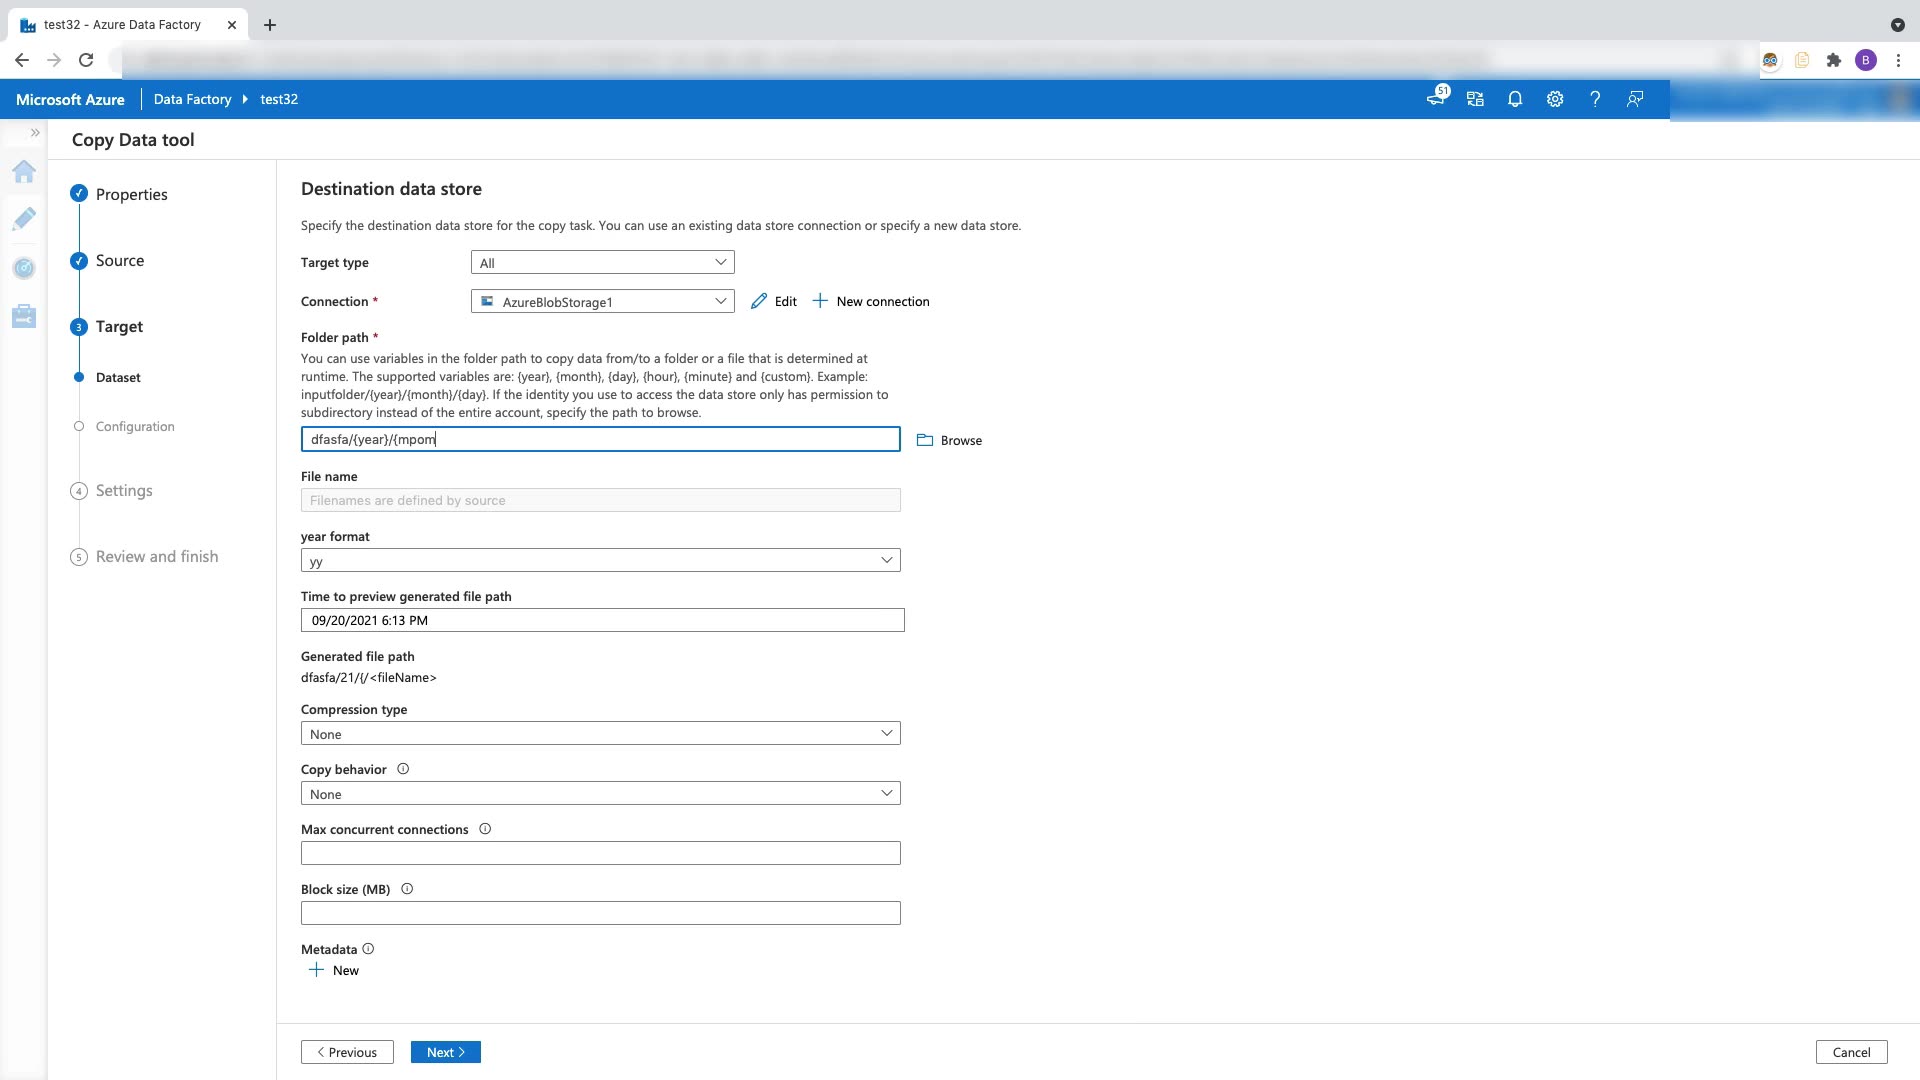 test32 - Azure Data Factory
B
Microsoft Azure
Data Factory
test32
51
Copy Data tool
Properties
Source
3
Target
Dataset
Configuration
4
Settings
5
Review and finish
Destination data store
Specify the destination data store for the copy task. You can use an existing data store connection or specify a new data store.
Target type
All
Connection *
AzureBlobStorage1
Edit
New connection
Folder path *
You can use variables in the folder path to copy data from/to a folder or a file that is determined at
runtime. The supported variables are: {year}, {month}, {day}, {hour}, {minute} and {custom}. Example:
inputfolder/{year}/{month}/{day}. If the identity you use to access the data store only has permission to
subdirectory instead of the entire account, specify the path to browse.
dfasfa/{year}/{mpom
Browse
File name
Filenames are defined by source
year format
yy
Time to preview generated file path
09/20/2021 6:13 PM
Generated file path
dfasfa/21/{/<fileName>
Compression type
None
Copy behavior
None
Max concurrent connections
Block size (MB)
Metadata
New
Previous
Next
Cancel